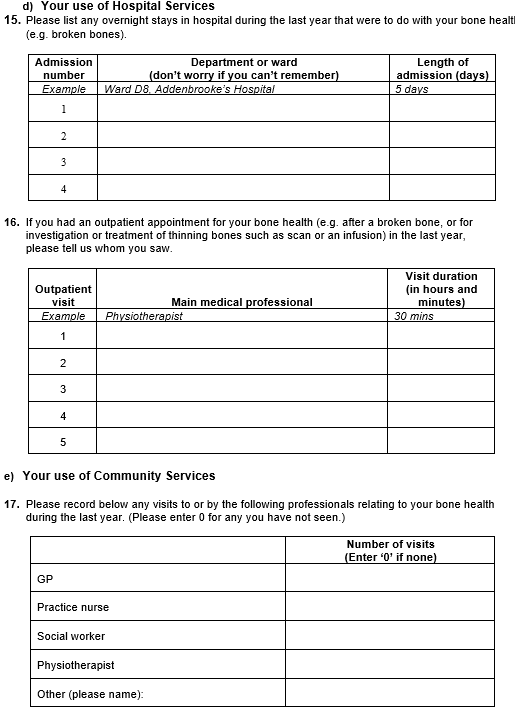 d) Your use of Hospital Services
15. Please list any overnight stays in hospital during the last year that were to do with your bone healt
(e.g. broken bones).
Admission number Department or ward (don't worry if you can't remember) Length of admission (days)
Example Ward D8, Addenbrooke's Hospital 5 days
1
2
3
4
16. If you had an outpatient appointment for your bone health (e.g. after a broken bone, or for
investigation or treatment of thinning bones such as scan or an infusion) in the last year,
please tell us whom you saw.
Outpatient visit Main medical professional Visit duration (in hours and minutes)
Example Physiotherapist 30 mins
1
2
3
4
5
e) Your use of Community Services
17. Please record below any visits to or by the following professionals relating to your bone health
during the last year. (Please enter 0 for any you have not seen.)
Number of visits
(Enter '0' if none)
GP
Practice nurse
Social worker
Physiotherapist
Other (please name):